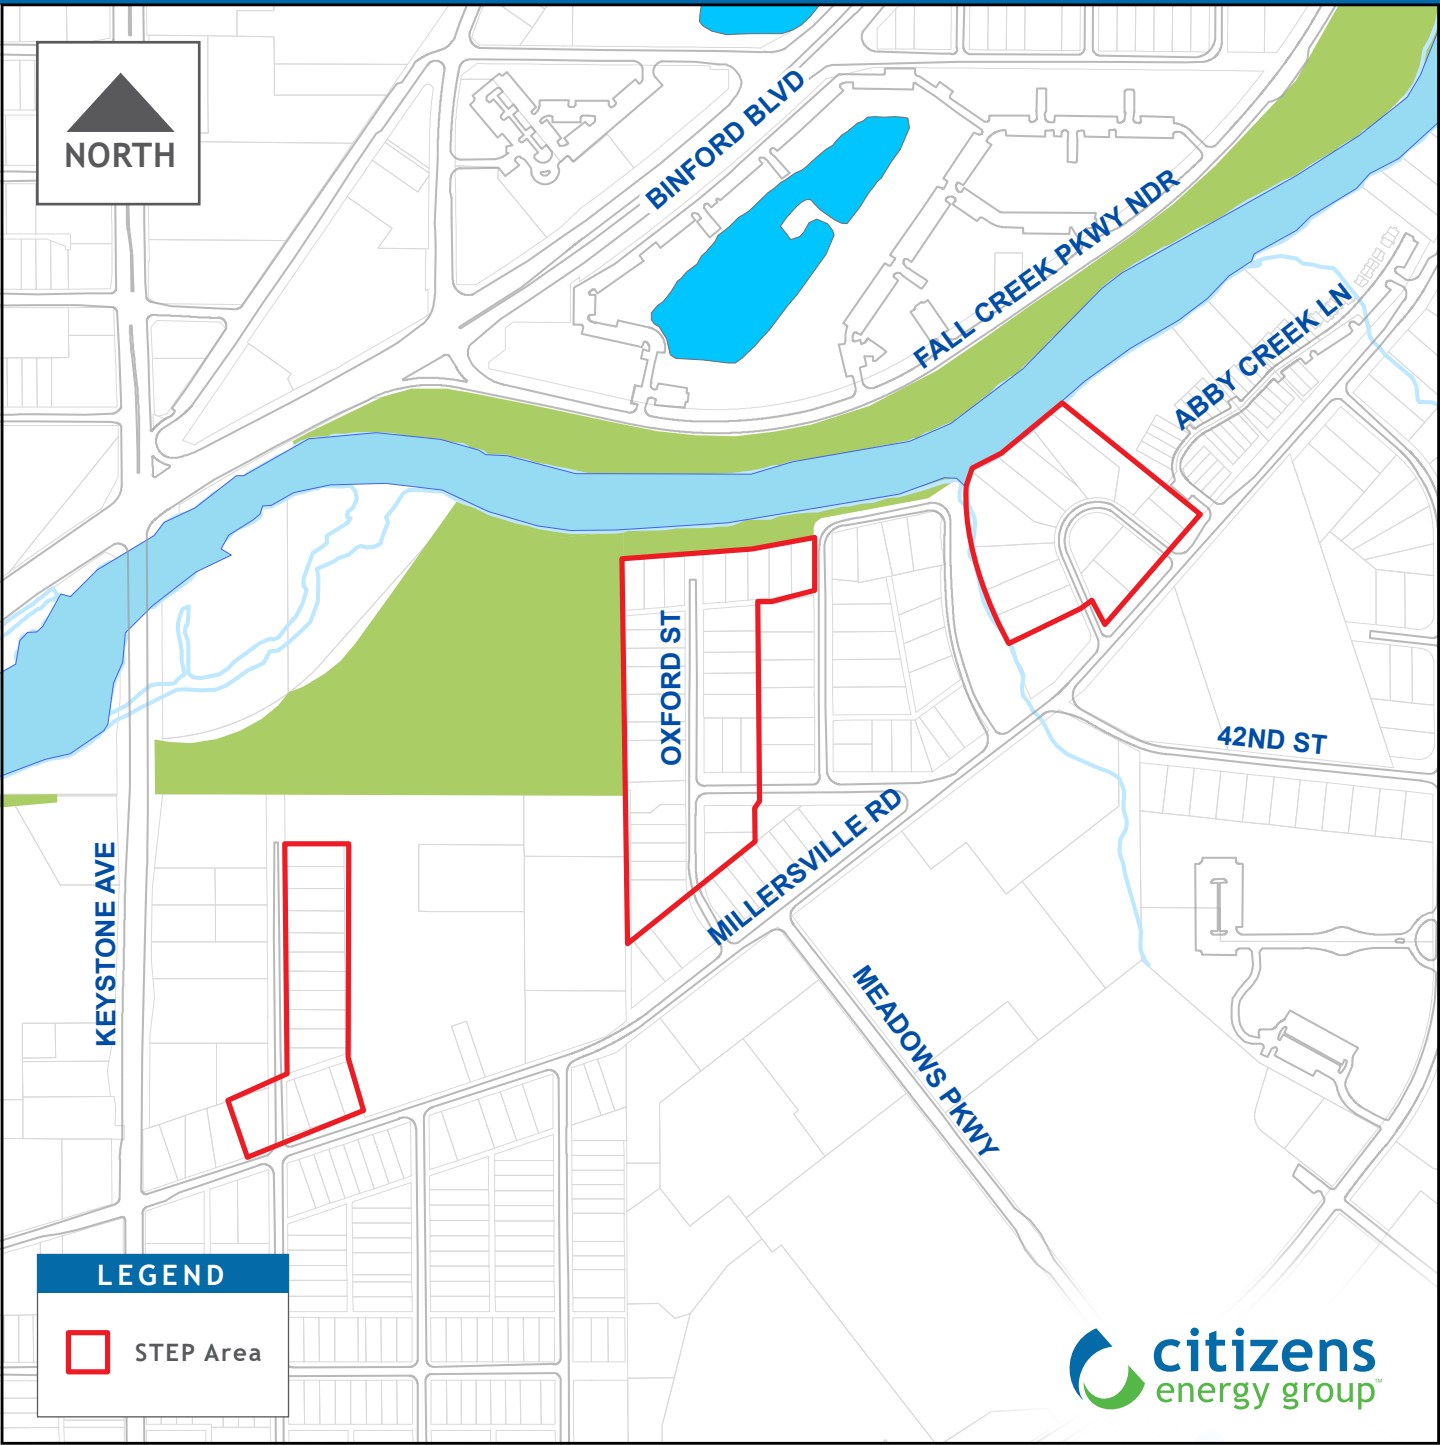 NORTH
BINFORD BLVD
FALL CREEK PKWY NDR
ABBY CREEK LN
OXFORD ST
42ND ST
MILLERSVILLE RD
KEYSTONE AVE
MEADOWS PKWY
LEGEND
STEP Area
citizens
energy group™